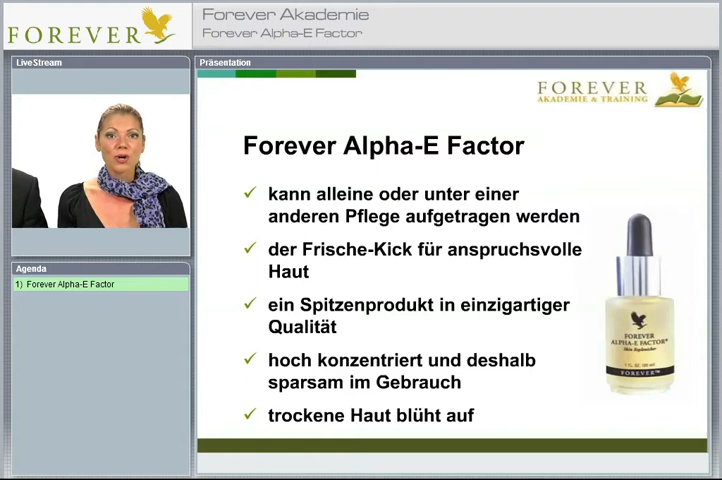 FOREVER
Forever Akademie
Forever Alpha-E Factor
LiveStream
Präsentation
FOREVER
AKADEMIE & TRAINING
Forever Alpha-E Factor
kann alleine oder unter einer
anderen Pflege aufgetragen werden
der Frische-Kick für anspruchsvolle
Haut
ein Spitzenprodukt in einzigartiger
Qualität
hoch konzentriert und deshalb
sparsam im Gebrauch
trockene Haut blüht auf
FOREVER
ALPHA-E FACTOR
Skin Replenisher
FOREVER
Agenda
1) Forever Alpha-E Factor